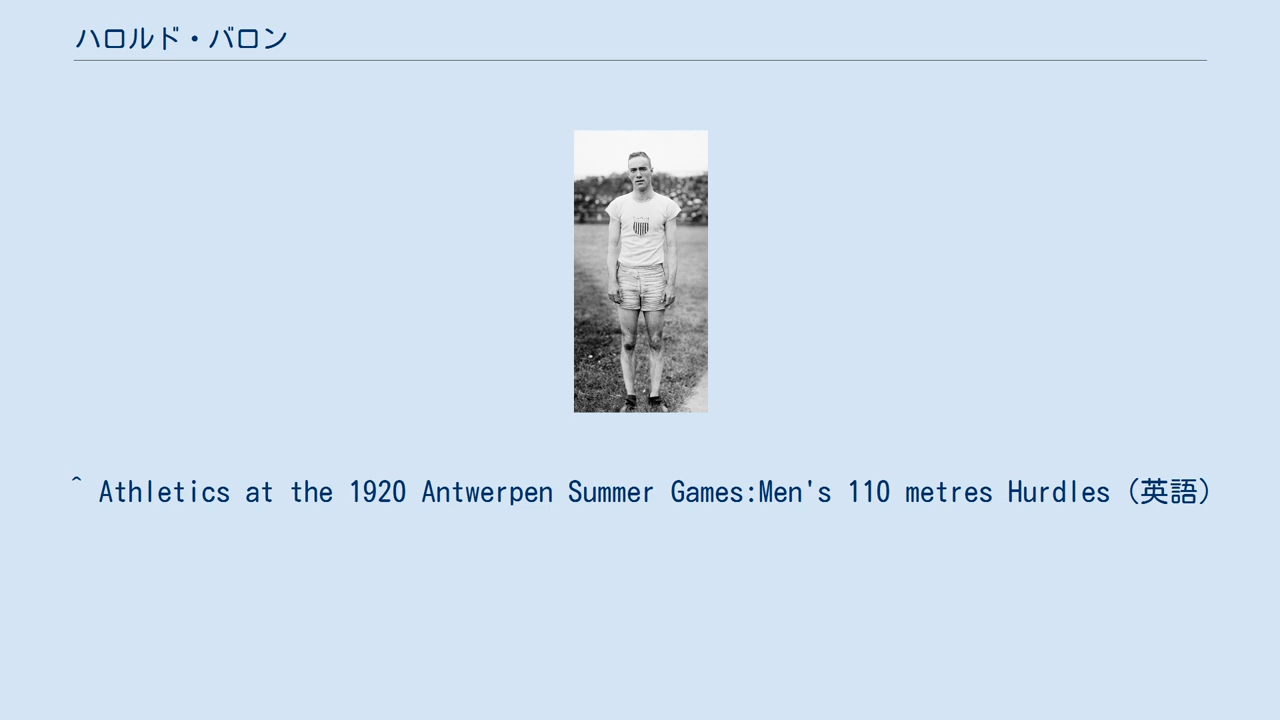 ハロルド・バロン
^ Athletics at the 1920 Antwerpen Summer Games:Men's 110 metres Hurdles（英語）